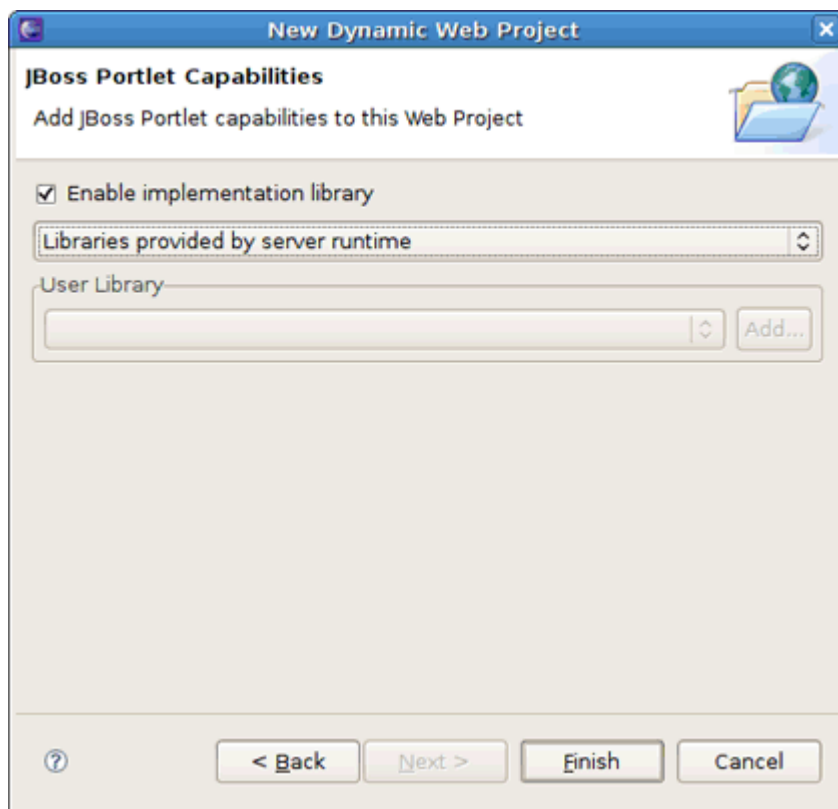 New Dynamic Web Project
JBoss Portlet Capabilities
Add JBoss Portlet capabilities to this Web Project
Enable implementation library
Libraries provided by server runtime
User Library
Add...
< Back
Next >
Finish
Cancel